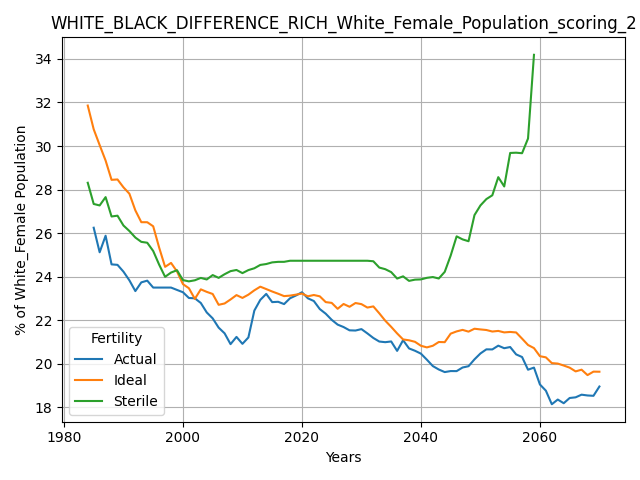 WHITE_BLACK_DIFFERENCE_RICH_White_Female_Population_scoring_2
% of White_Female Population
34
32
30
28
26
24
22
20
18
Fertility
Actual
Ideal
Sterile
1980
2000
2020
2040
2060
Years